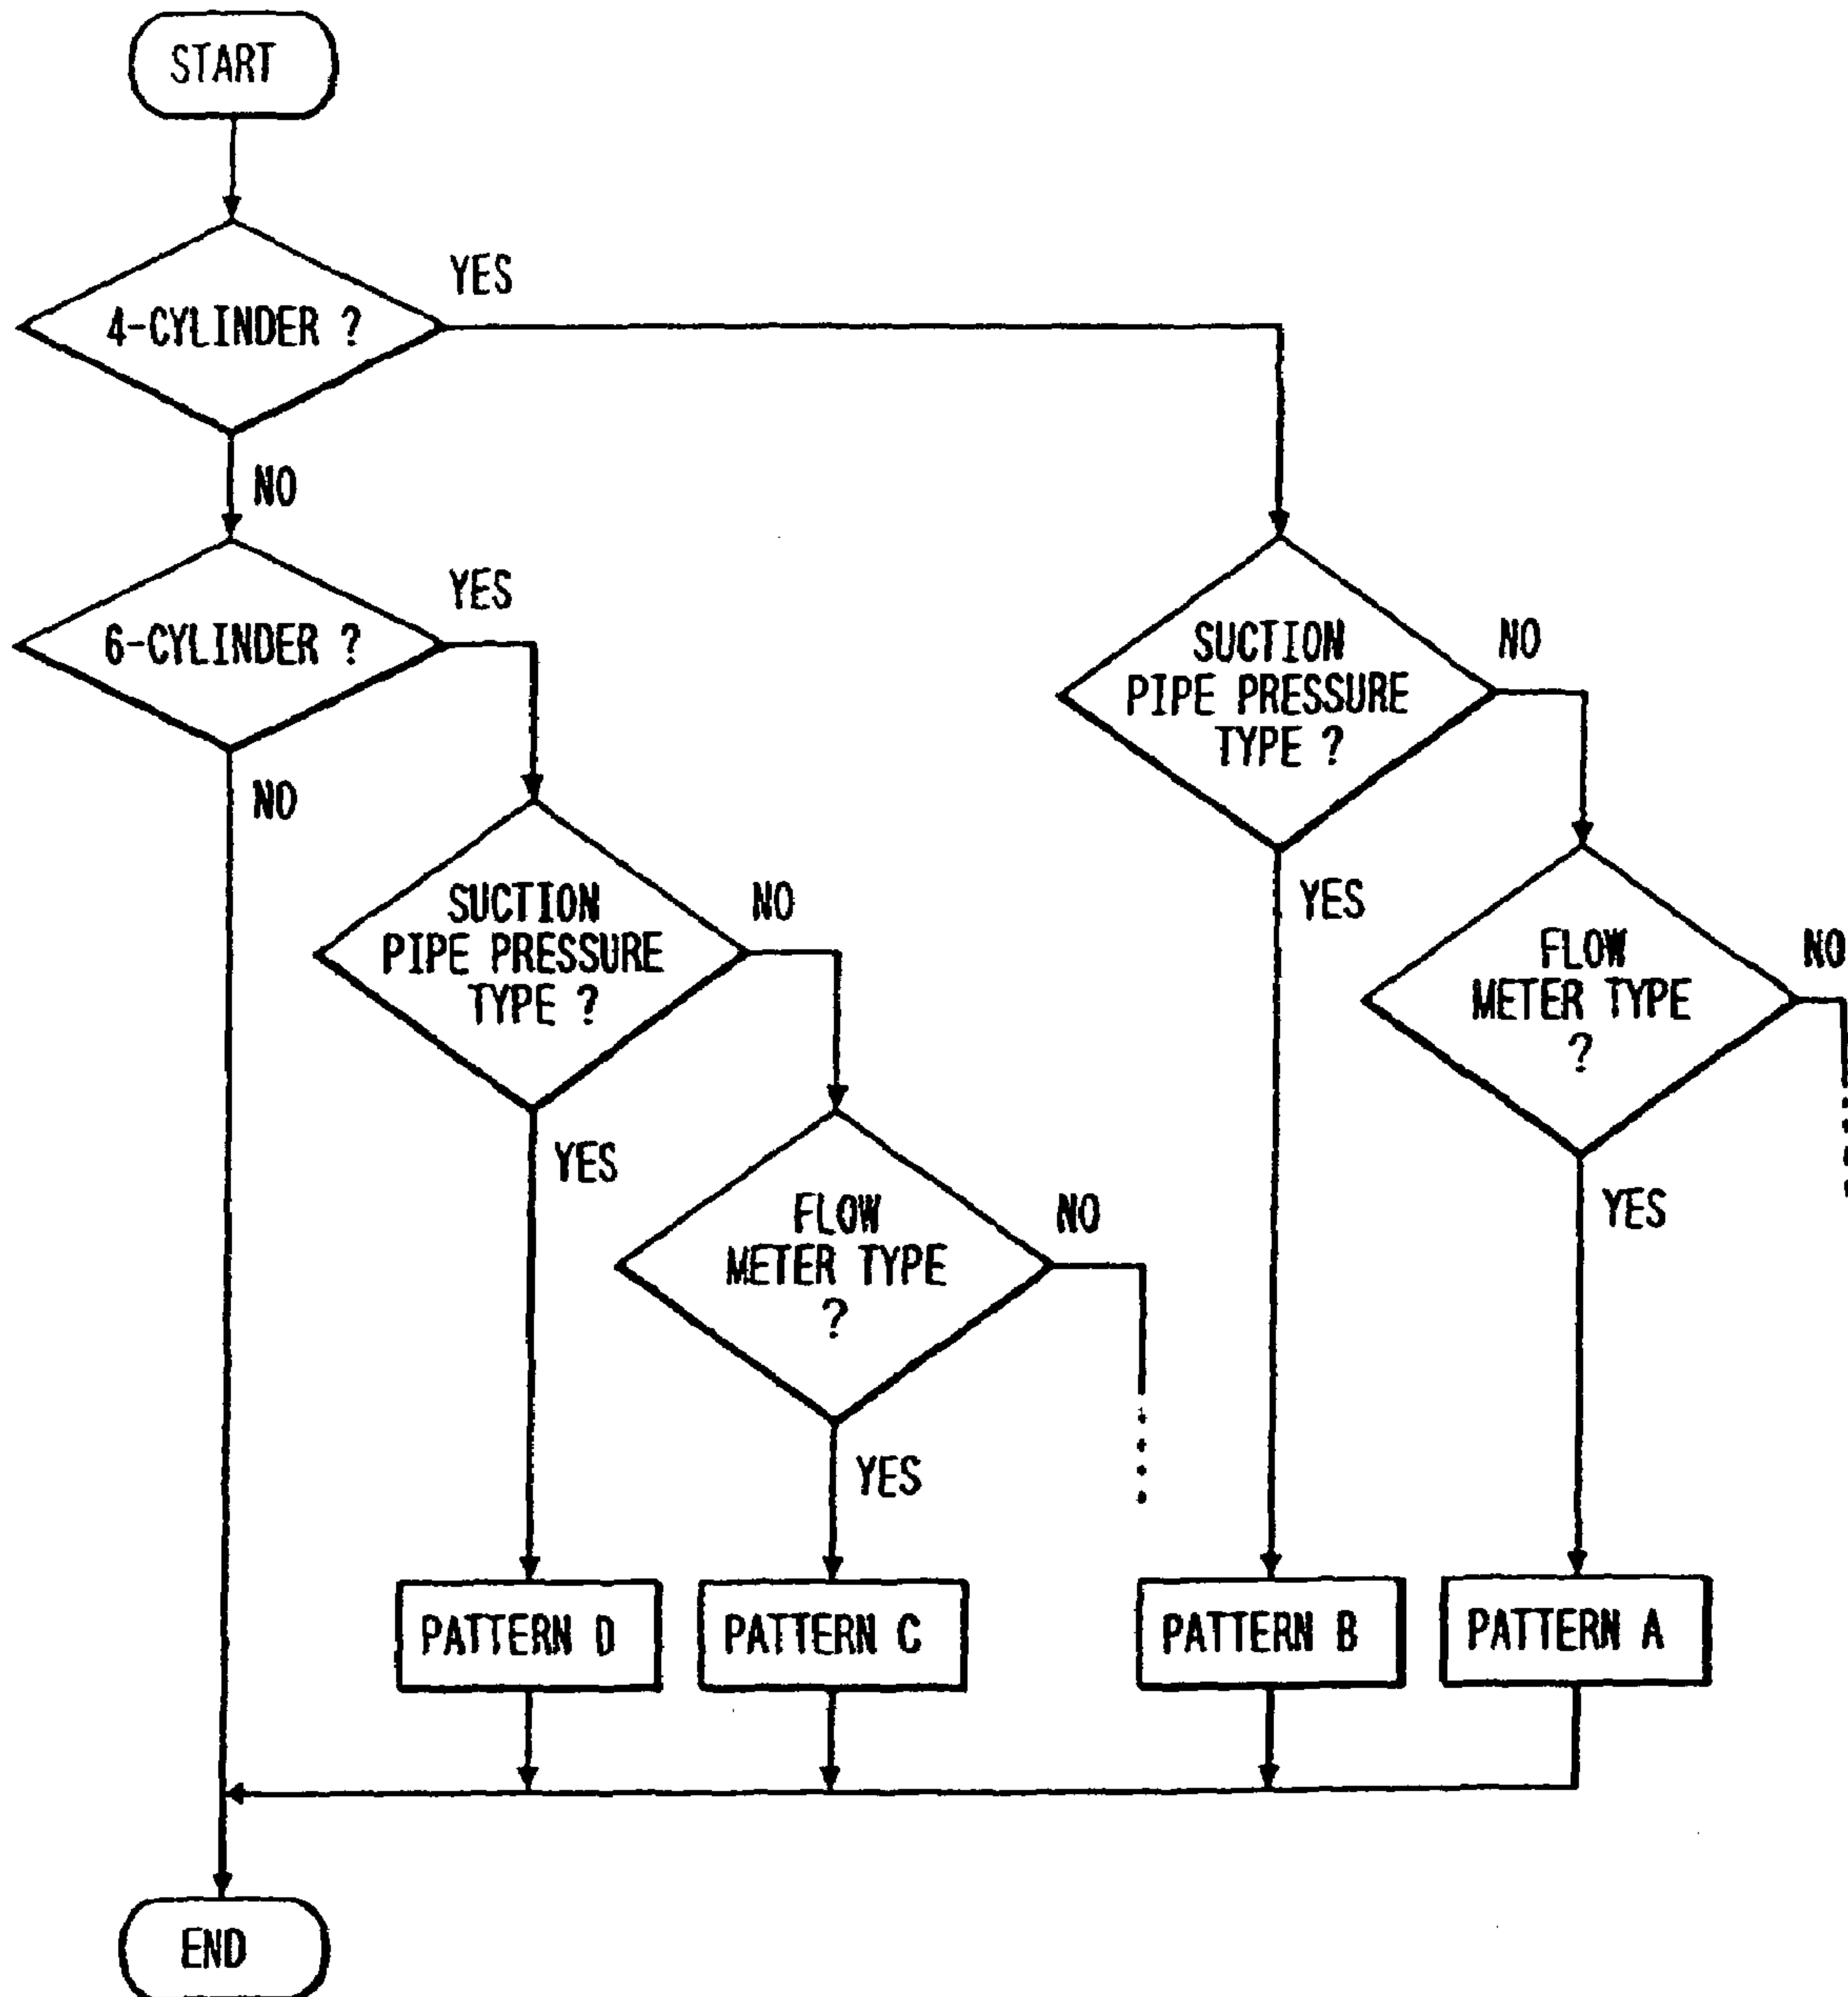 START
4-CYLINDER ?
YES
NO
6-CYLINDER ?
YES
NO
SUCTION
PIPE PRESSURE
TYPE ?
NO
YES
FLOW
METER TYPE
?
NO
YES
SUCTION
PIPE PRESSURE
TYPE ?
NO
YES
FLOW
METER TYPE
?
NO
YES
PATTERN D
PATTERN C
PATTERN B
PATTERN A
END